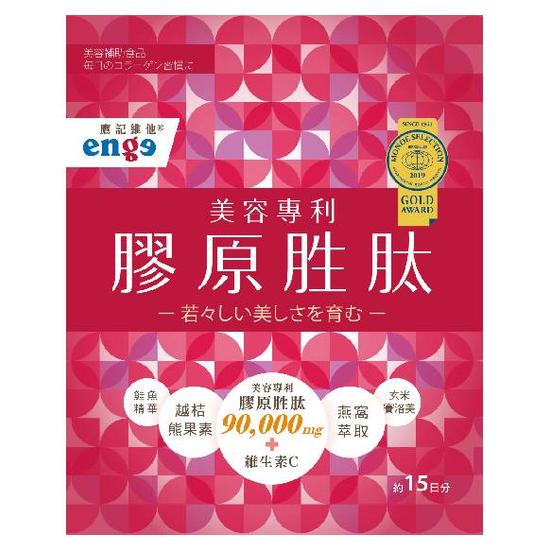 美容補助食品
毎日のコラーゲン習慣に
鷹記維他®
enge
SINCE 1961
MONDE SELECTION
2019
GOLD
AWARD
美容專利
膠原胜肽
—若々しい美しさを育む—
鮭魚
精華
越桔
熊果素
美容專利
膠原胜肽
90,000mg
+
維生素C
燕窩
萃取
玄米
賽洛美
約15日分